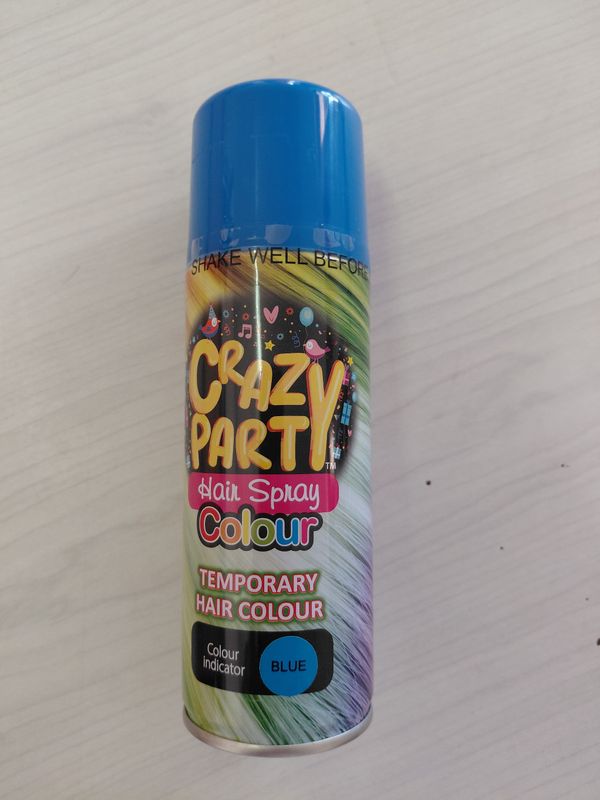 SHAKE WELL BEFORE
CRAZY
PARTY
TM
Hair Spray
Colour
TEMPORARY
HAIR COLOUR
Colour
indicator
BLUE